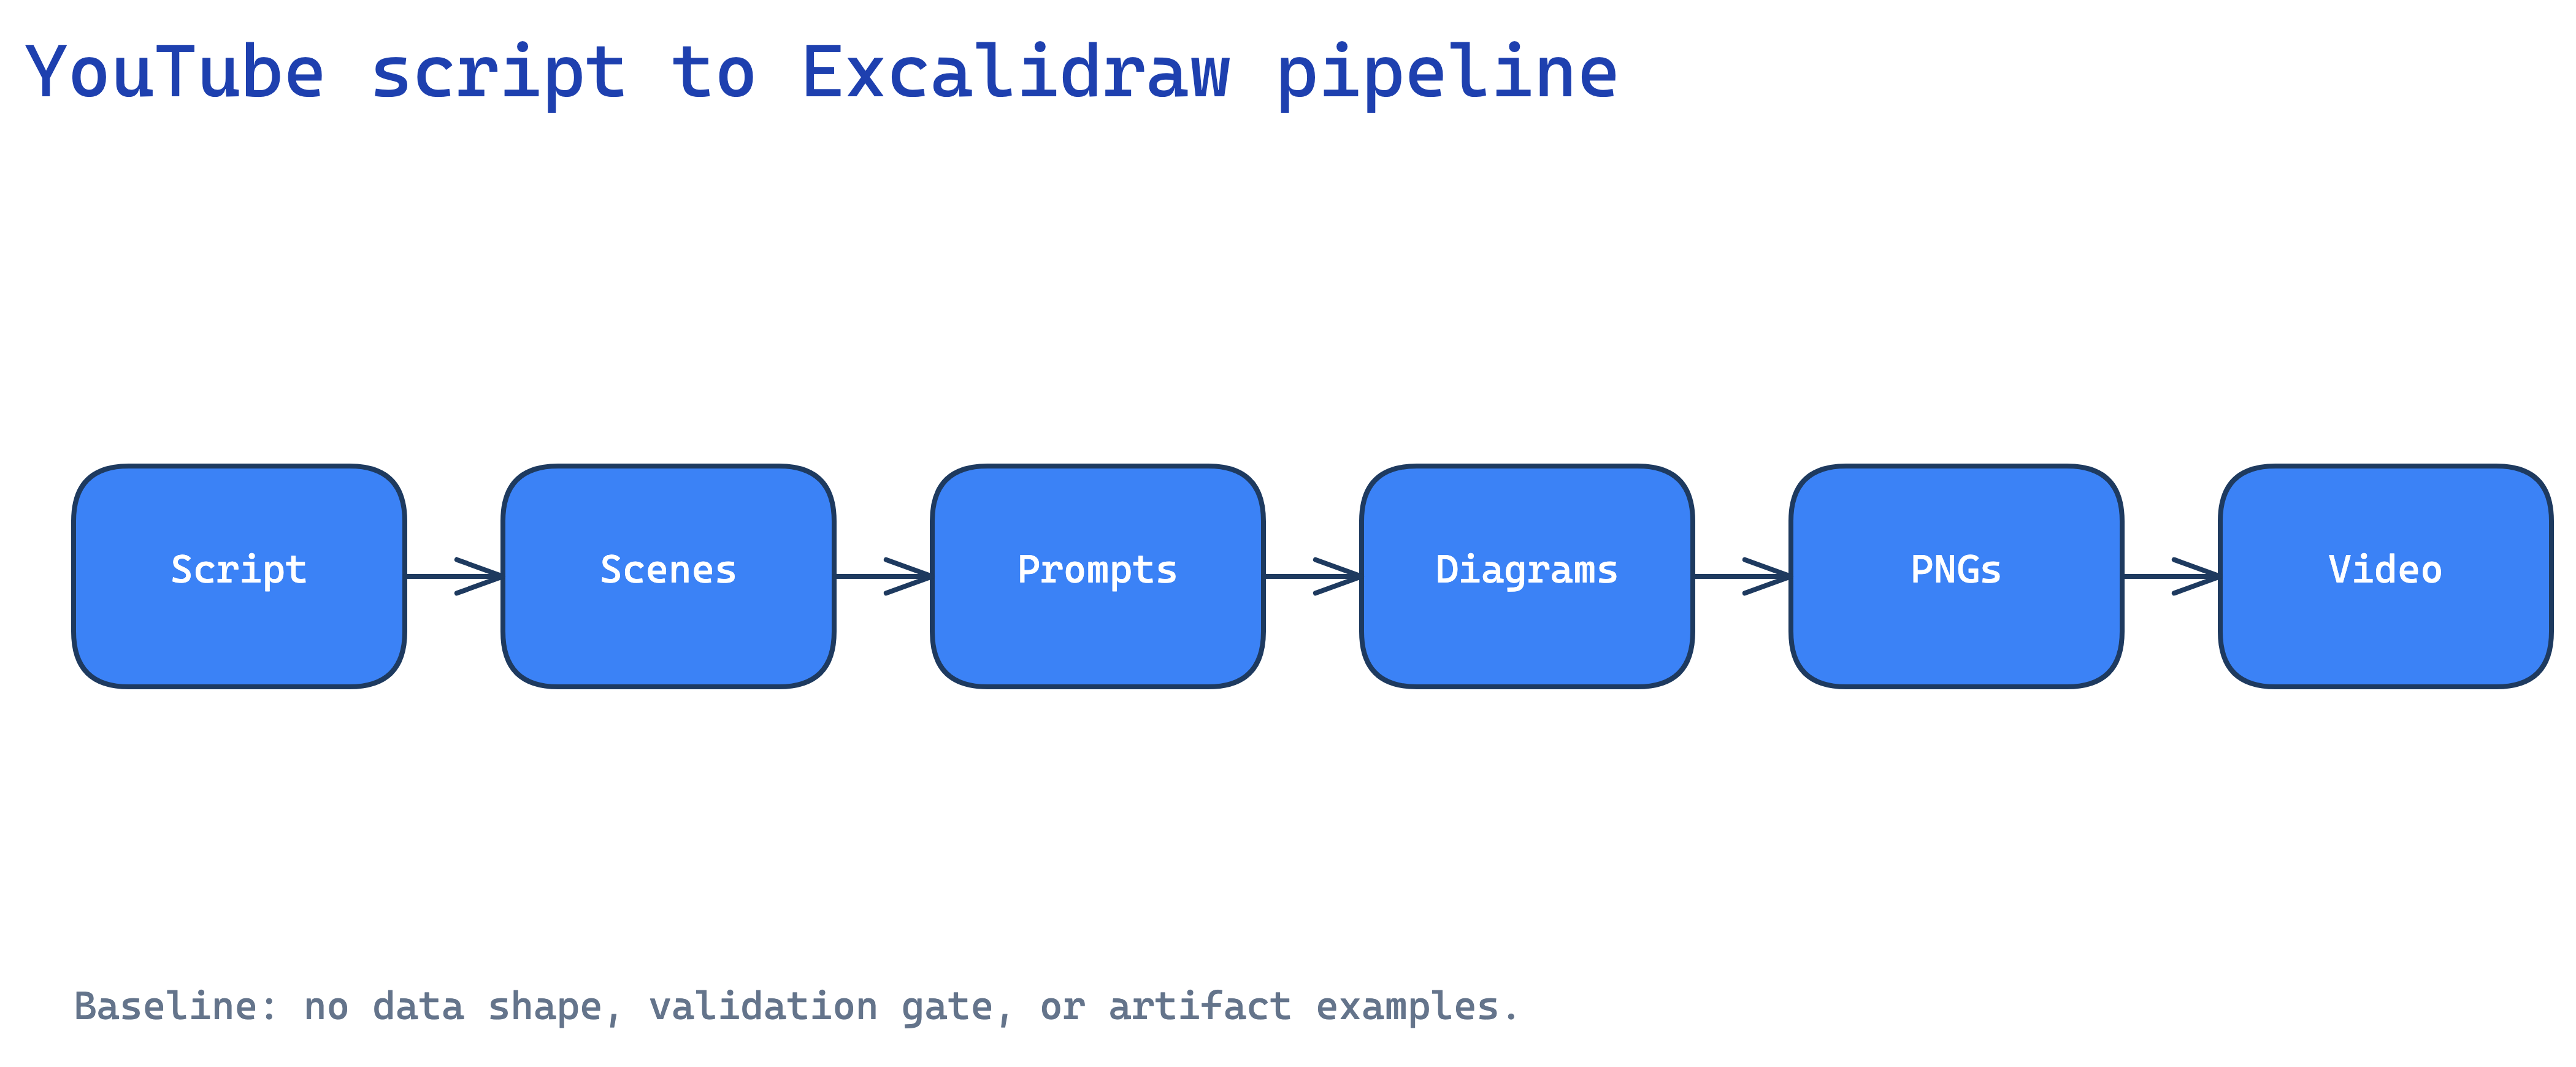 YouTube script to Excalidraw pipeline
Script
Scenes
Prompts
Diagrams
PNGs
Video
Baseline: no data shape, validation gate, or artifact examples.